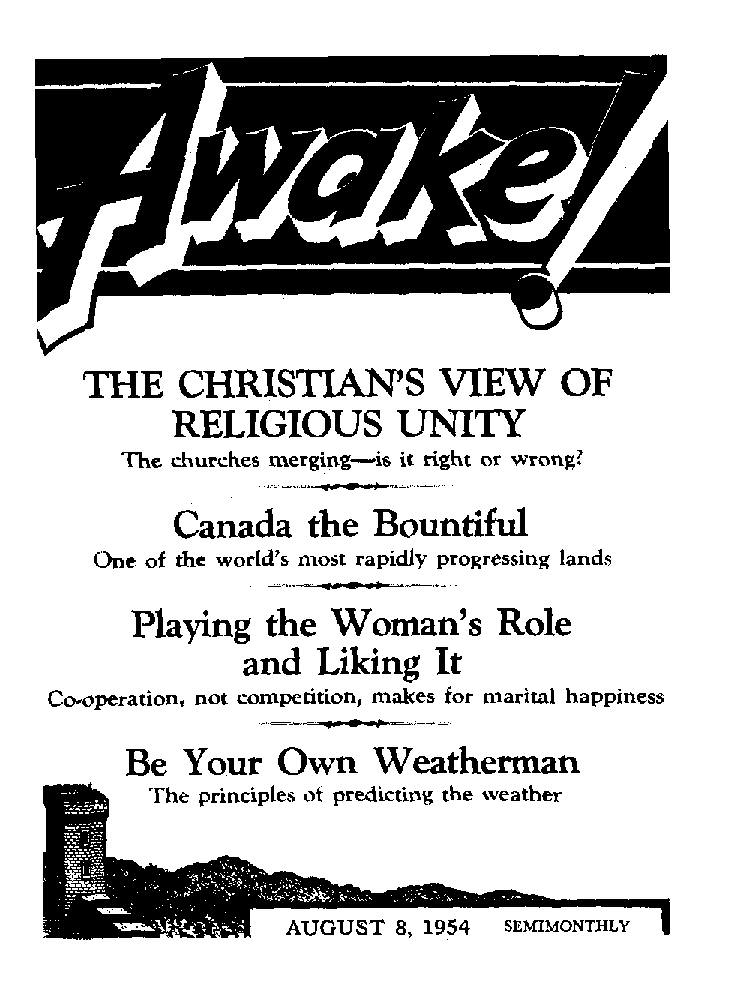 Awake!
THE CHRISTIAN'S VIEW OF
RELIGIOUS UNITY
The churches merging—is it right or wrong?
Canada the Bountiful
One of the world's most rapidly progressing lands
Playing the Woman's Role
and Liking It
Co-operation, not competition, makes for marital happiness
Be Your Own Weatherman
The principles of predicting the weather
AUGUST 8, 1954 SEMIMONTHLY